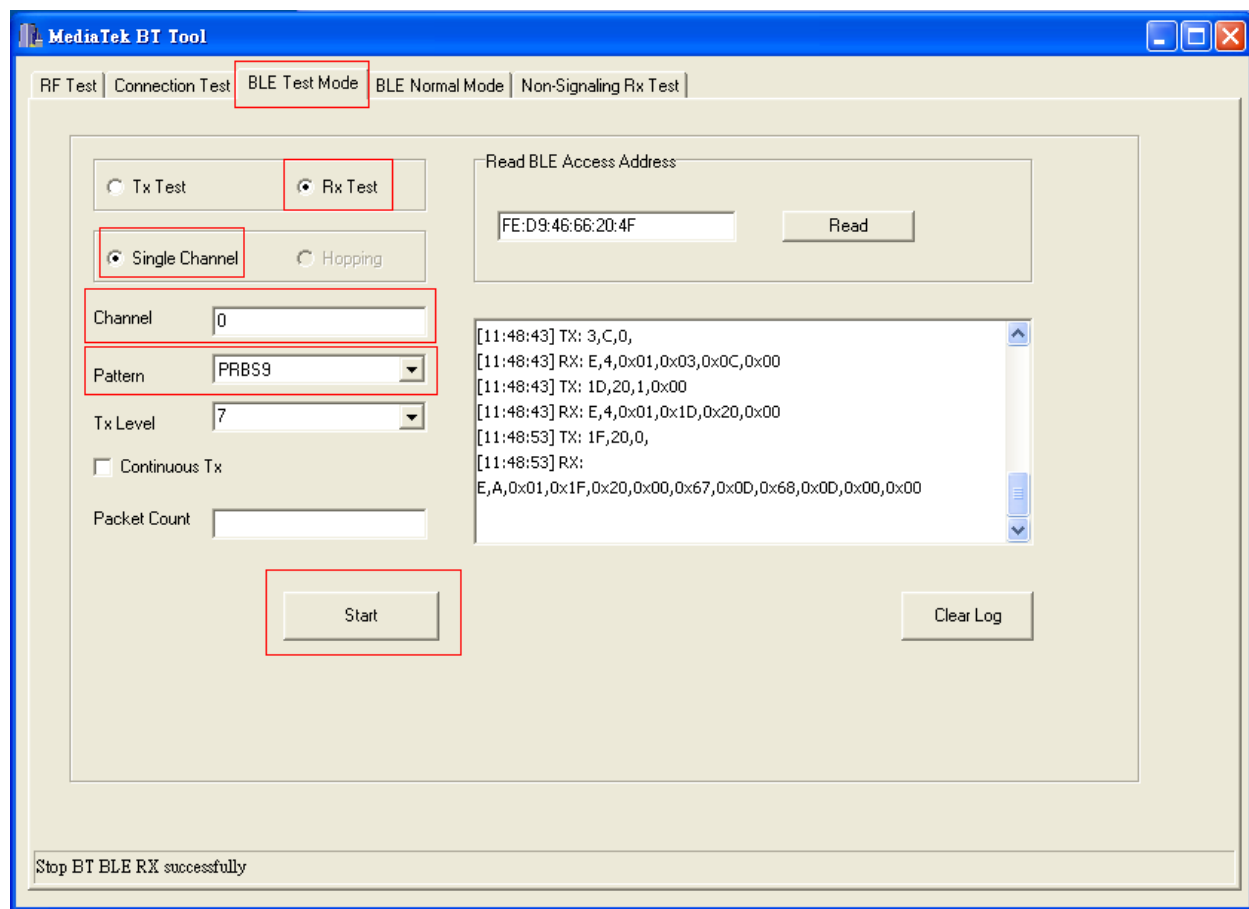 MediaTek BT Tool
RF Test
Connection Test
BLE Test Mode
BLE Normal Mode
Non-Signaling Rx Test
Tx Test
Rx Test
Single Channel
Hopping
Channel
0
Pattern
PRBS9
Tx Level
7
Continuous Tx
Packet Count
Start
Read BLE Access Address
FE:D9:46:66:20:4F
Read
[11:48:43] TX: 3,C,0,
[11:48:43] RX: E,4,0x01,0x03,0x0C,0x00
[11:48:43] TX: 1D,20,1,0x00
[11:48:43] RX: E,4,0x01,0x1D,0x20,0x00
[11:48:53] TX: 1F,20,0,
[11:48:53] RX:
E,A,0x01,0x1F,0x20,0x00,0x67,0x0D,0x68,0x0D,0x00,0x00
Clear Log
Stop BT BLE RX successfully